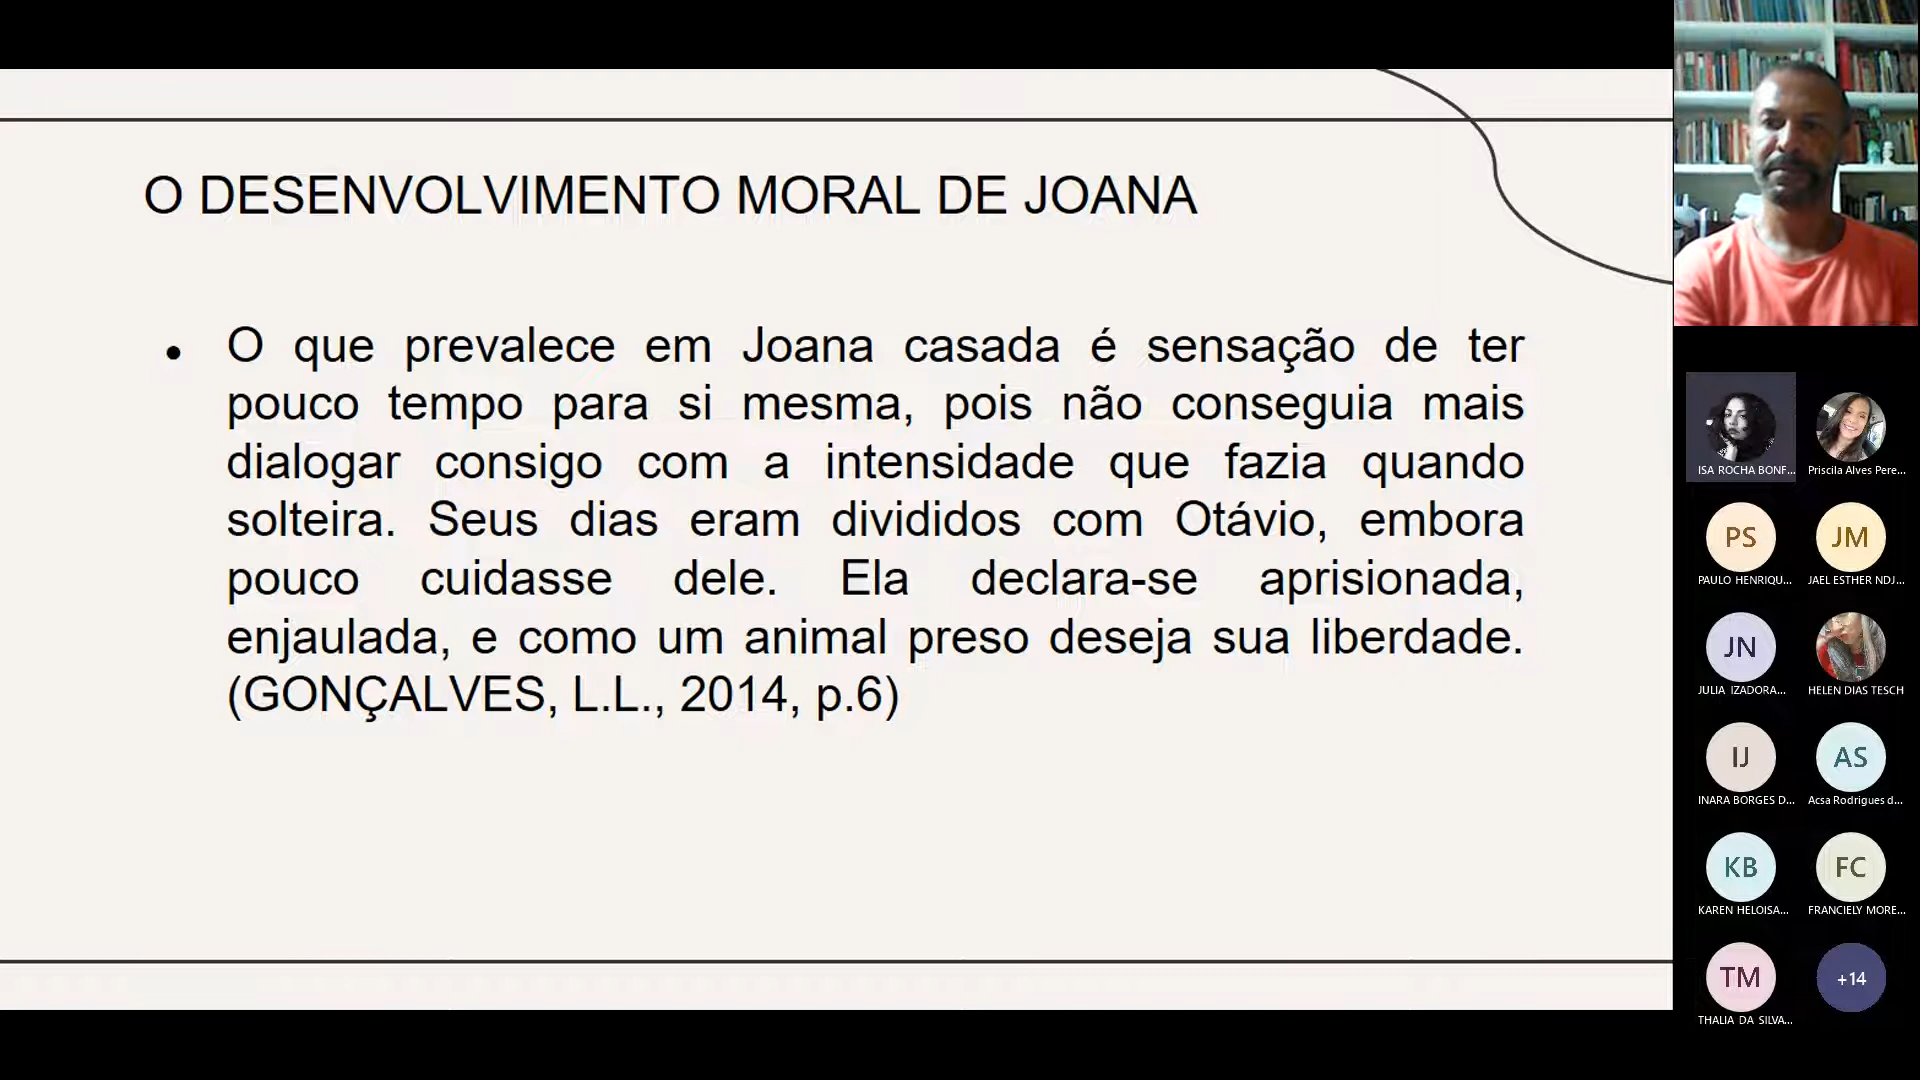 O DESENVOLVIMENTO MORAL DE JOANA
• O que prevalece em Joana casada é sensação de ter
pouco tempo para si mesma, pois não conseguia mais
dialogar consigo com a intensidade que fazia quando
solteira. Seus dias eram divididos com Otávio, embora
pouco cuidasse dele. Ela declara-se aprisionada,
enjaulada, e como um animal preso deseja sua liberdade.
(GONÇALVES, L.L., 2014, p.6)
ISA ROCHA BONF...
Priscila Alves Pere...
PS
PAULO HENRIQU...
JM
JAEL ESTHER NDJ...
JN
JULIA IZADORA...
HELEN DIAS TESCH
IJ
INARA BORGES D...
AS
Acsa Rodrigues d...
KB
KAREN HELOISA...
FC
FRANCIELY MORE...
TM
THALIA DA SILVA...
+14